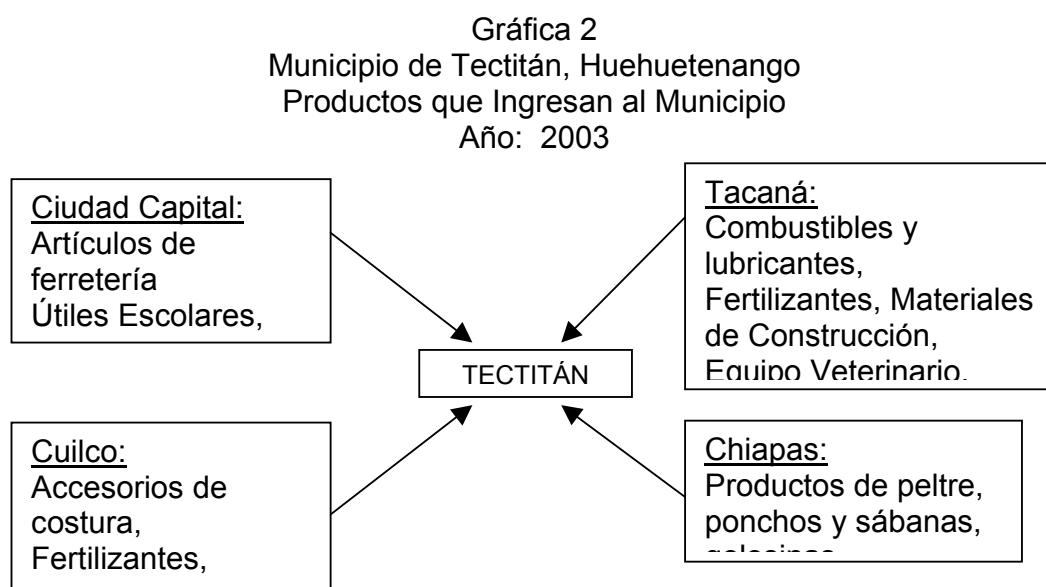 Gráfica 2
Municipio de Tectitán, Huehuetenango
Productos que Ingresan al Municipio
Año:  2003
Ciudad Capital:
Artículos de
ferretería
Útiles Escolares,
Tacaná:
Combustibles y
lubricantes,
Fertilizantes, Materiales
de Construcción,
Equipo Veterinario.
TECTITÁN
Cuilco:
Accesorios de
costura,
Fertilizantes,
Chiapas:
Productos de peltre,
ponchos y sábanas,